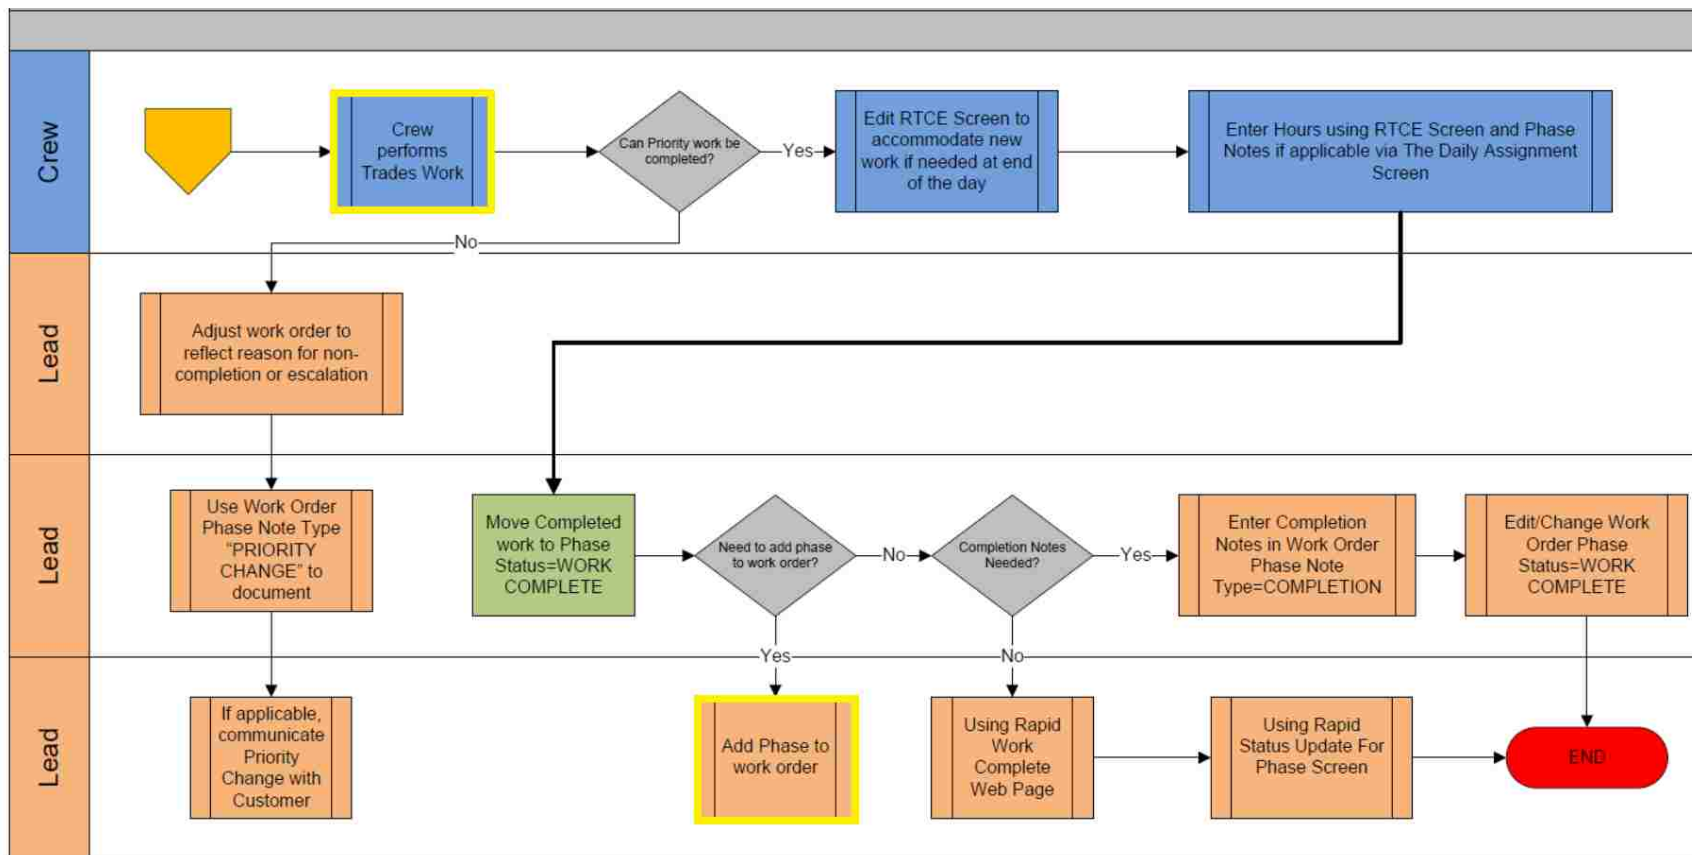 Crew
Crew
performs
Trades Work
Can Priority work be
completed?
Yes
Edit RTCE Screen to
accommodate new
work if needed at end
of the day
Enter Hours using RTCE Screen and Phase
Notes if applicable via The Daily Assignment
Screen
No
Lead
Adjust work order to
reflect reason for non-
completion or escalation
Lead
Use Work Order
Phase Note Type
“PRIORITY
CHANGE” to
document
Move Completed
work to Phase
Status=WORK
COMPLETE
Need to add phase
to work order?
No
Completion Notes
Needed?
Yes
Enter Completion
Notes in Work Order
Phase Note
Type=COMPLETION
Edit/Change Work
Order Phase
Status=WORK
COMPLETE
Yes
No
Lead
If applicable,
communicate
Priority
Change with
Customer
Add Phase to
work order
Using Rapid
Work
Complete
Web Page
Using Rapid
Status Update For
Phase Screen
END